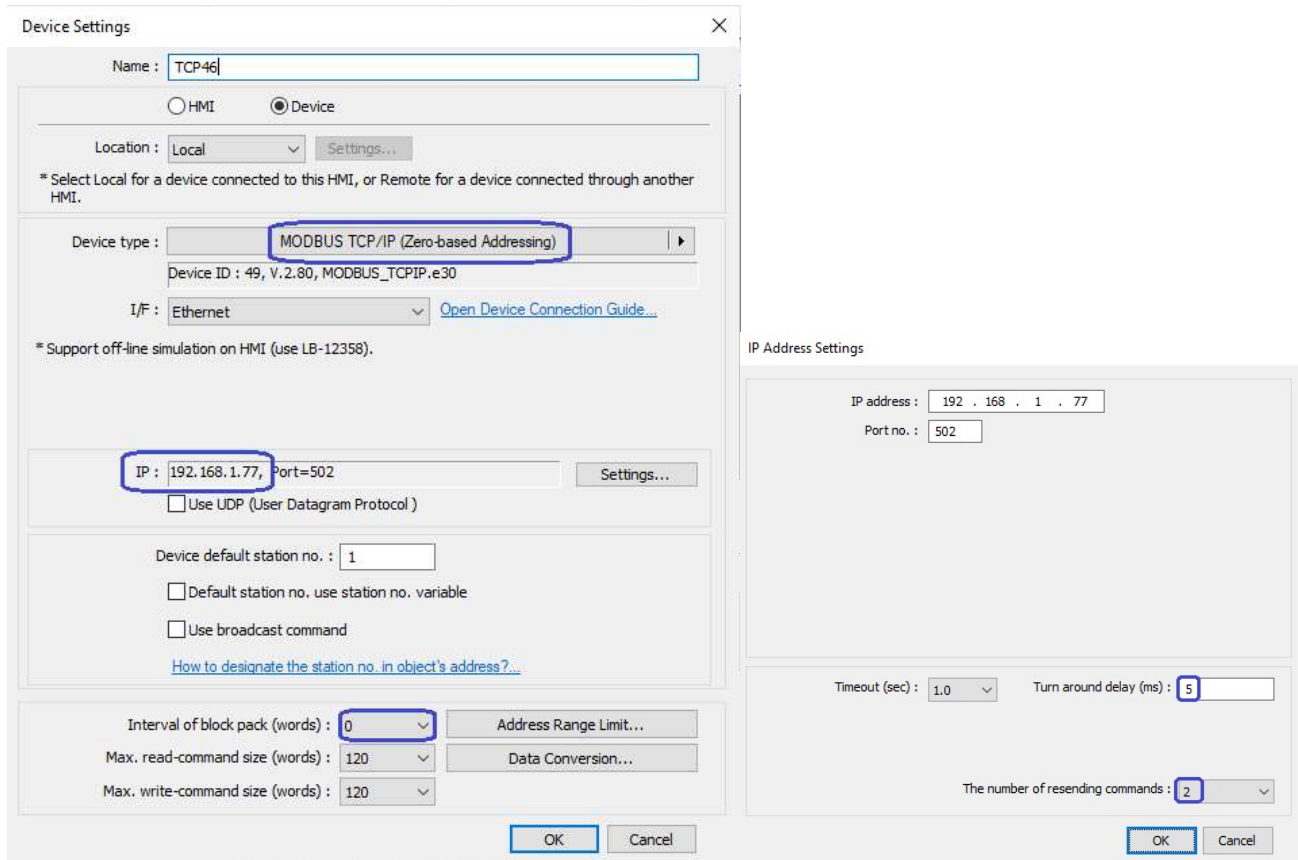 Device Settings
Name : TCP46
HMI Device
Location : Local Settings...
* Select Local for a device connected to this HMI, or Remote for a device connected through another
HMI.
Device type : MODBUS TCP/IP (Zero-based Addressing)
Device ID : 49, V.2.80, MODBUS_TCPIP.e30
I/F : Ethernet Open Device Connection Guide...
* Support off-line simulation on HMI (use LB-12358).
IP : 192.168.1.77, Port=502 Settings...
Use UDP (User Datagram Protocol )
Device default station no. : 1
Default station no. use station no. variable
Use broadcast command
How to designate the station no. in object's address?...
Interval of block pack (words) : 0 Address Range Limit...
Max. read-command size (words) : 120 Data Conversion...
Max. write-command size (words) : 120
OK Cancel
IP Address Settings
IP address : 192 . 168 . 1 . 77
Port no. : 502
Timeout (sec) : 1.0 Turn around delay (ms) : 5
The number of resending commands : 2
OK Cancel